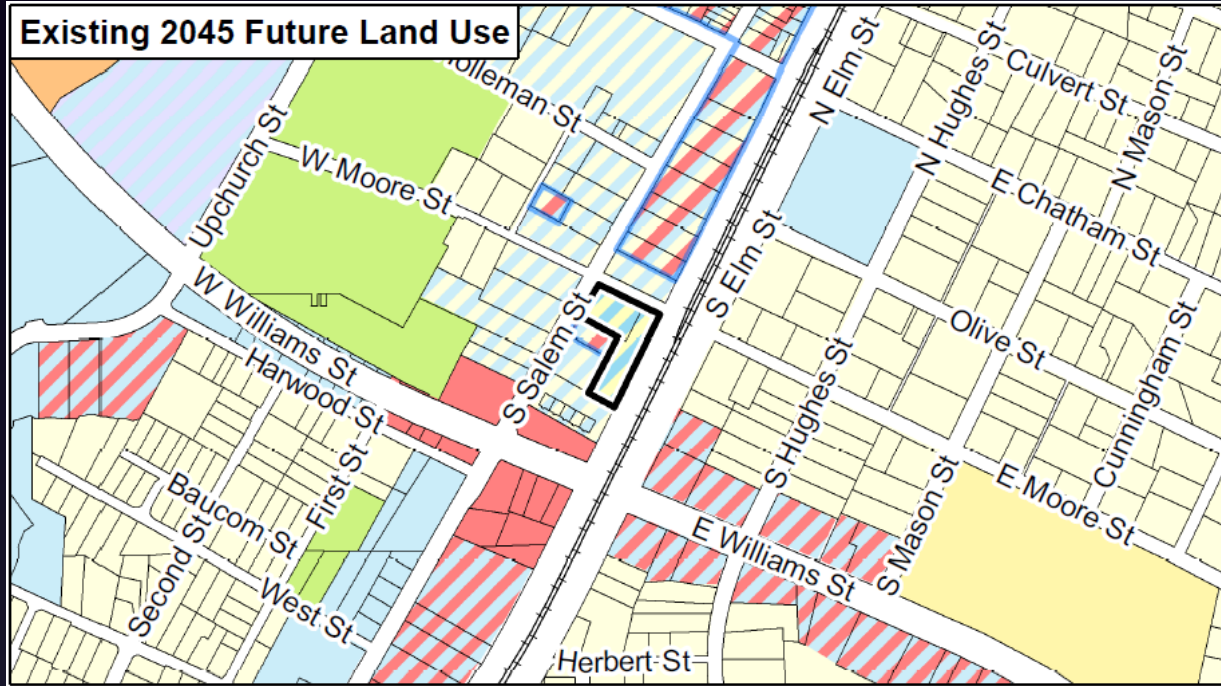 Existing 2045 Future Land Use
Culvert St
N Elm St
N Hughes St
N Mason St
Holleman St
W Moore St
Upchurch St
E Chatham St
S Elm St
W Williams St
S Salem St
Olive St
Harwood St
S Hughes St
Cunningham St
First St
Baucom St
E Moore St
S Mason St
E Williams St
Second St
West St
Herbert St